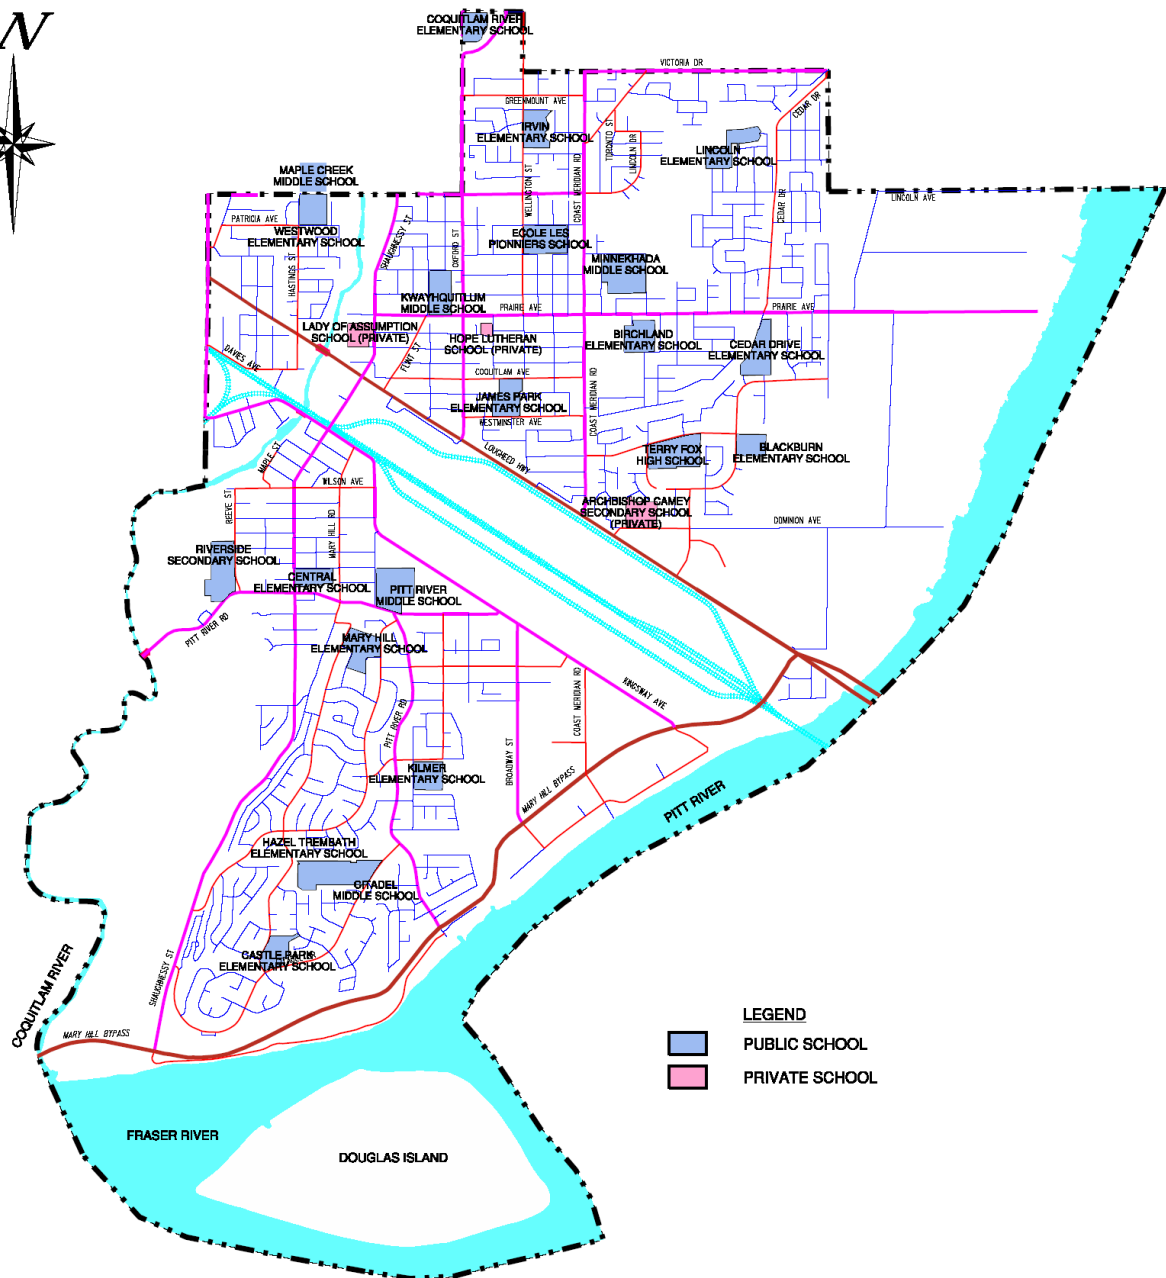 N
COQUITLAM RIVER
ELEMENTARY SCHOOL
VICTORIA DR
GREENMOUNT AVE
CEDAR DR
IRVIN
ELEMENTARY SCHOOL
TORONTO ST
LINCOLN DR
LINCOLN
ELEMENTARY SCHOOL
COAST MERIDIAN RD
WELLINGTON ST
MAPLE CREEK
MIDDLE SCHOOL
LINCOLN AVE
CEDAR DR
PATRICIA AVE
WESTWOOD
ELEMENTARY SCHOOL
SHAUGHNESSY ST
OXFORD ST
ECOLE LES
PIONNIERS SCHOOL
MINNEKHADA
MIDDLE SCHOOL
HASTINGS ST
KWAYHQUITLUM
MIDDLE SCHOOL
PRAIRIE AVE
PRAIRIE AVE
LADY OF ASSUMPTION
SCHOOL (PRIVATE)
HOPE LUTHERAN
SCHOOL (PRIVATE)
BIRCHLAND
ELEMENTARY SCHOOL
CEDAR DRIVE
ELEMENTARY SCHOOL
DAVIES AVE
FLINT ST
COQUITLAM AVE
JAMES PARK
ELEMENTARY SCHOOL
COAST MERIDIAN RD
WESTMINSTER AVE
MAPLE ST
LOUGHEED HWY
TERRY FOX
HIGH SCHOOL
BLACKBURN
ELEMENTARY SCHOOL
WILSON AVE
REEVE ST
MARY HILL RD
ARCHBISHOP CAMEY
SECONDARY SCHOOL
(PRIVATE)
DOMINION AVE
RIVERSIDE
SECONDARY SCHOOL
CENTRAL
ELEMENTARY SCHOOL
PITT RIVER
MIDDLE SCHOOL
PITT RIVER RD
MARY HILL
ELEMENTARY SCHOOL
COAST MERIDIAN RD
KINGSWAY AVE
PITT RIVER RD
BROADWAY ST
KILMER
ELEMENTARY SCHOOL
MARY HILL BYPASS
PITT RIVER
HAZEL TREMBATH
ELEMENTARY SCHOOL
CITADEL
MIDDLE SCHOOL
CASTLE PARK
ELEMENTARY SCHOOL
SHAUGHNESSY ST
COQUITLAM RIVER
MARY HILL BYPASS
LEGEND
PUBLIC SCHOOL
PRIVATE SCHOOL
FRASER RIVER
DOUGLAS ISLAND